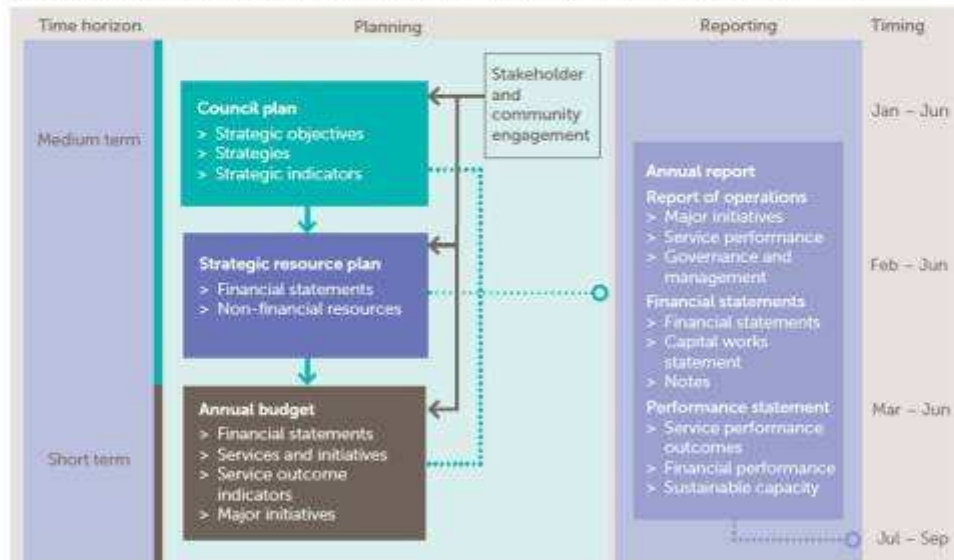 Time horizon
Planning
Reporting
Timing
Medium term
Short term
Stakeholder
and
community
engagement
Council plan
> Strategic objectives
> Strategies
> Strategic indicators
Strategic resource plan
> Financial statements
> Non-financial resources
Annual budget
> Financial statements
> Services and initiatives
> Service outcome
indicators
> Major initiatives
Annual report
Report of operations
> Major initiatives
> Service performance
> Governance and
management
Financial statements
> Financial statements
> Capital works
statement
> Notes
Performance statement
> Service performance
outcomes
> Financial performance
> Sustainable capacity
Jan – Jun
Feb – Jun
Mar – Jun
Jul – Sep